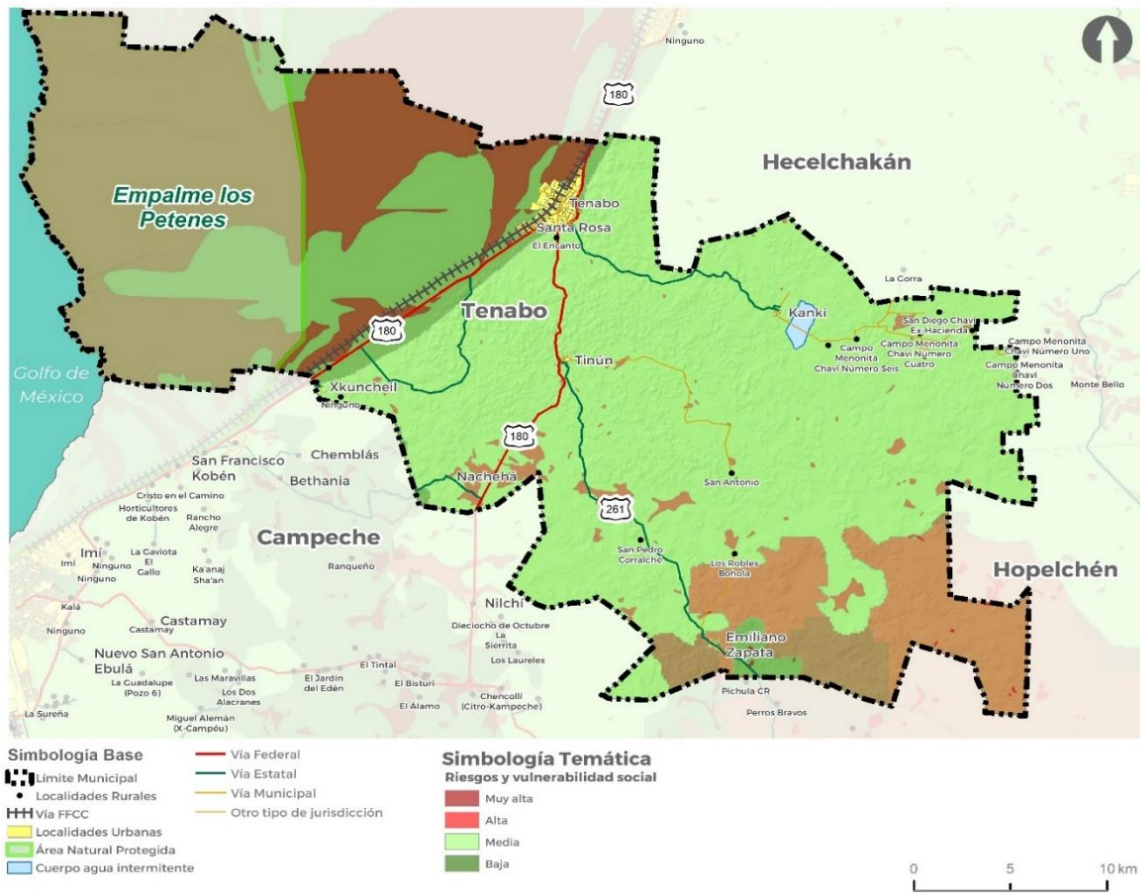 Ninguno
180
Hecelchakán
Empalme los
Petenes
Tenabo
Santa Rosa
El Encanto
La Gorra
Kankí
San Diego Chaví
Ex-Hacienda
Tenabo
180
Campo
Menonita
Chaví Número Seis
Campo Menonita
Chaví Número
Cuatro
Campo Menonita
Chaví Número Uno
Campo Menonita
Chaví
Número Dos
Monte Bello
Golfo de
México
Tinún
Xkuncheil
Ninguno
180
Chemblás
San Francisco
Kobén
Bethania
Nachehá
San Antonio
Cristo en el Camino
Horticultores
de Kobén
Rancho
Alegre
261
Campeche
Imí
Imí
Ninguno
Ninguno
La Gaviota
El
Gallo
Ka'anaj
Sha'an
Ranqueño
San Pedro
Corralché
Los Robles
Bohola
Hopelchén
Kalá
Ninguno
Castamay
Castamay
Nilchí
Dieciocho de Octubre
La
Sierrita
Los Laureles
Emiliano
Zapata
Nuevo San Antonio
Ebulá
La Guadalupe
(Pozo 6)
Las Maravillas
Los Dos
Alacranes
El Jardín
del Edén
El Tintal
El Bisturí
El Álamo
Chencollí
(Citro-Kampeche)
Pichula CR
Perros Bravos
La Sureña
Miguel Alemán
(X-Campéu)
Simbología Base
Límite Municipal
Localidades Rurales
Vía FFCC
Localidades Urbanas
Área Natural Protegida
Cuerpo agua intermitente
Vía Federal
Vía Estatal
Vía Municipal
Otro tipo de jurisdicción
Simbología Temática
Riesgos y vulnerabilidad social
Muy alta
Alta
Media
Baja
0 5 10 km